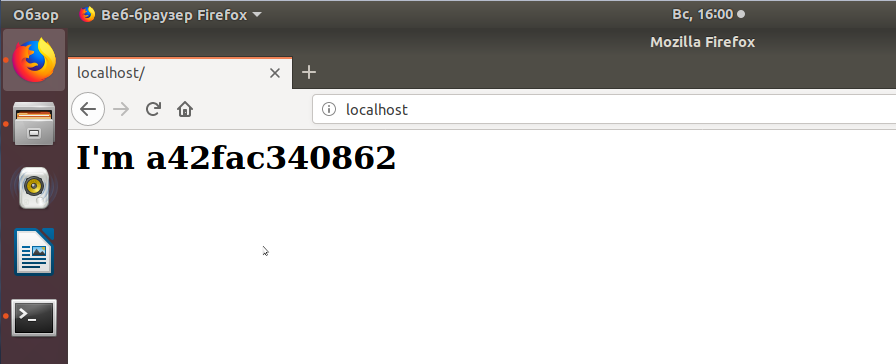 Обзор Веб-браузер Firefox Вс, 16:00
Mozilla Firefox
localhost/
localhost
I'm a42fac340862